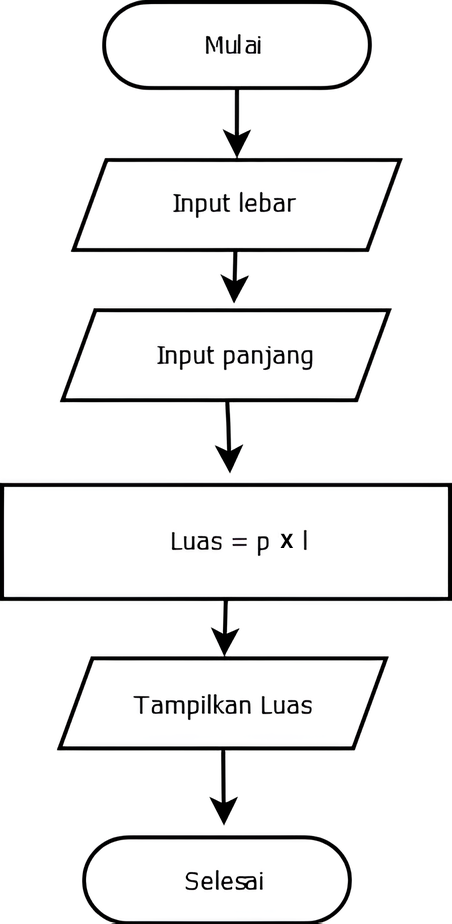 Mulai
Input lebar
Input panjang
Luas = p x l
Tampilkan Luas
Selesai